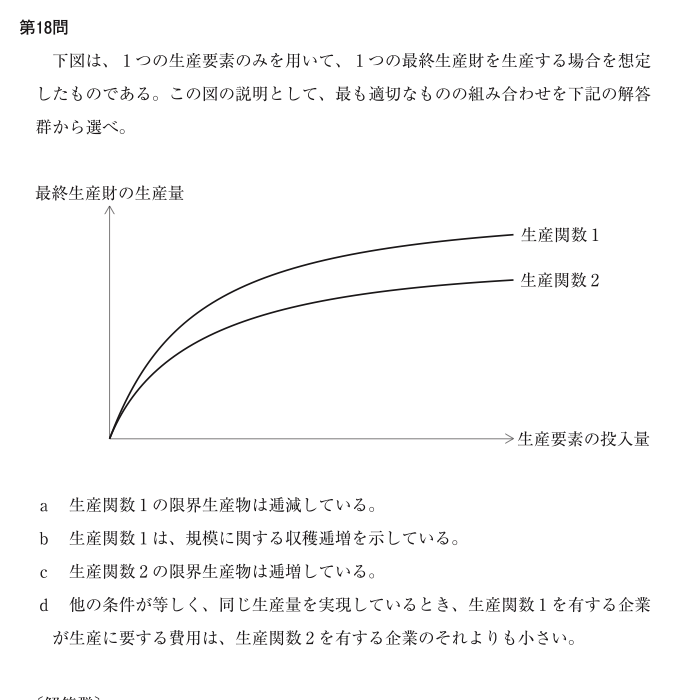 第18問
下図は、1つの生産要素のみを用いて、1つの最終生産財を生産する場合を想定
したものである。この図の説明として、最も適切なものの組み合わせを下記の解答
群から選べ。
最終生産財の生産量
生産関数1
生産関数2
生産要素の投入量
a 生産関数1の限界生産物は逓減している。
b 生産関数1は、規模に関する収穫逓増を示している。
c 生産関数2の限界生産物は逓増している。
d 他の条件が等しく、同じ生産量を実現しているとき、生産関数1を有する企業
が生産に要する費用は、生産関数2を有する企業のそれよりも小さい。